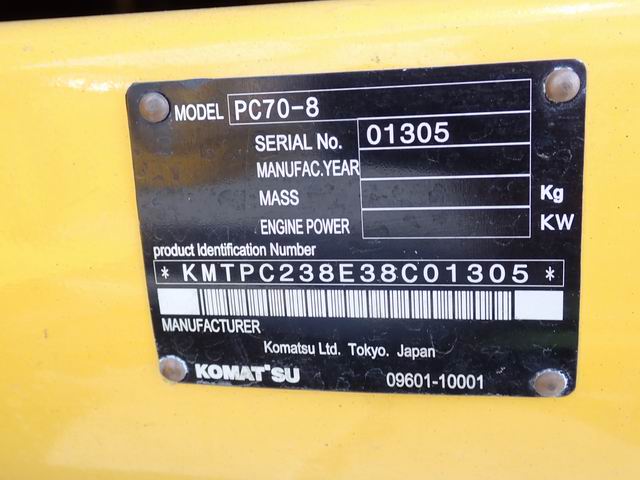 MODEL PC70-8
SERIAL No. 01305
MANUFAC.YEAR
MASS Kg
ENGINE POWER KW
product Identification Number
* KMTPC238E38C01305 *
MANUFACTURER
Komatsu Ltd. Tokyo. Japan
KOMATSU 09601-10001